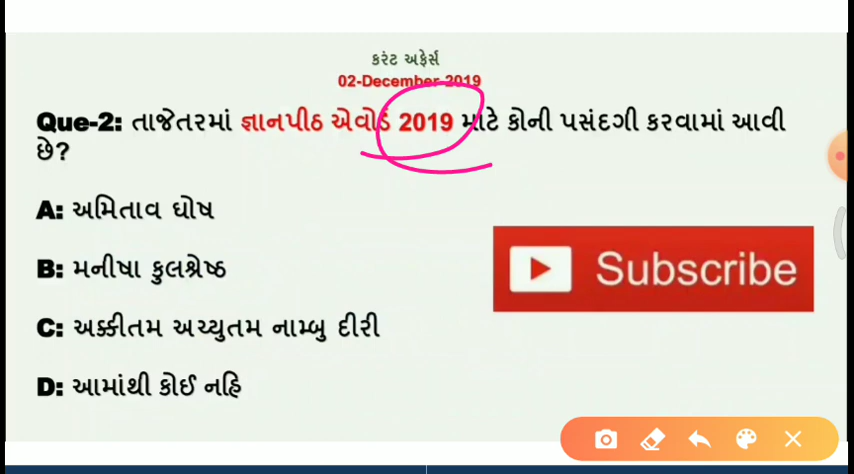 કરંટ અફેર્સ
02-December-2019
Que-2: તાજેતરમાં જ્ઞાનપીઠ એવોર્ડ 2019 માટે કોની પસંદગી કરવામાં આવી
છે?
A: અમિતાવ ઘોષ
B: મનીષા કુલશ્રેષ્ઠ
Subscribe
C: અક્કીતમ અચ્યુતમ નામ્બુ દીરી
D: આમાંથી કોઈ નહિ